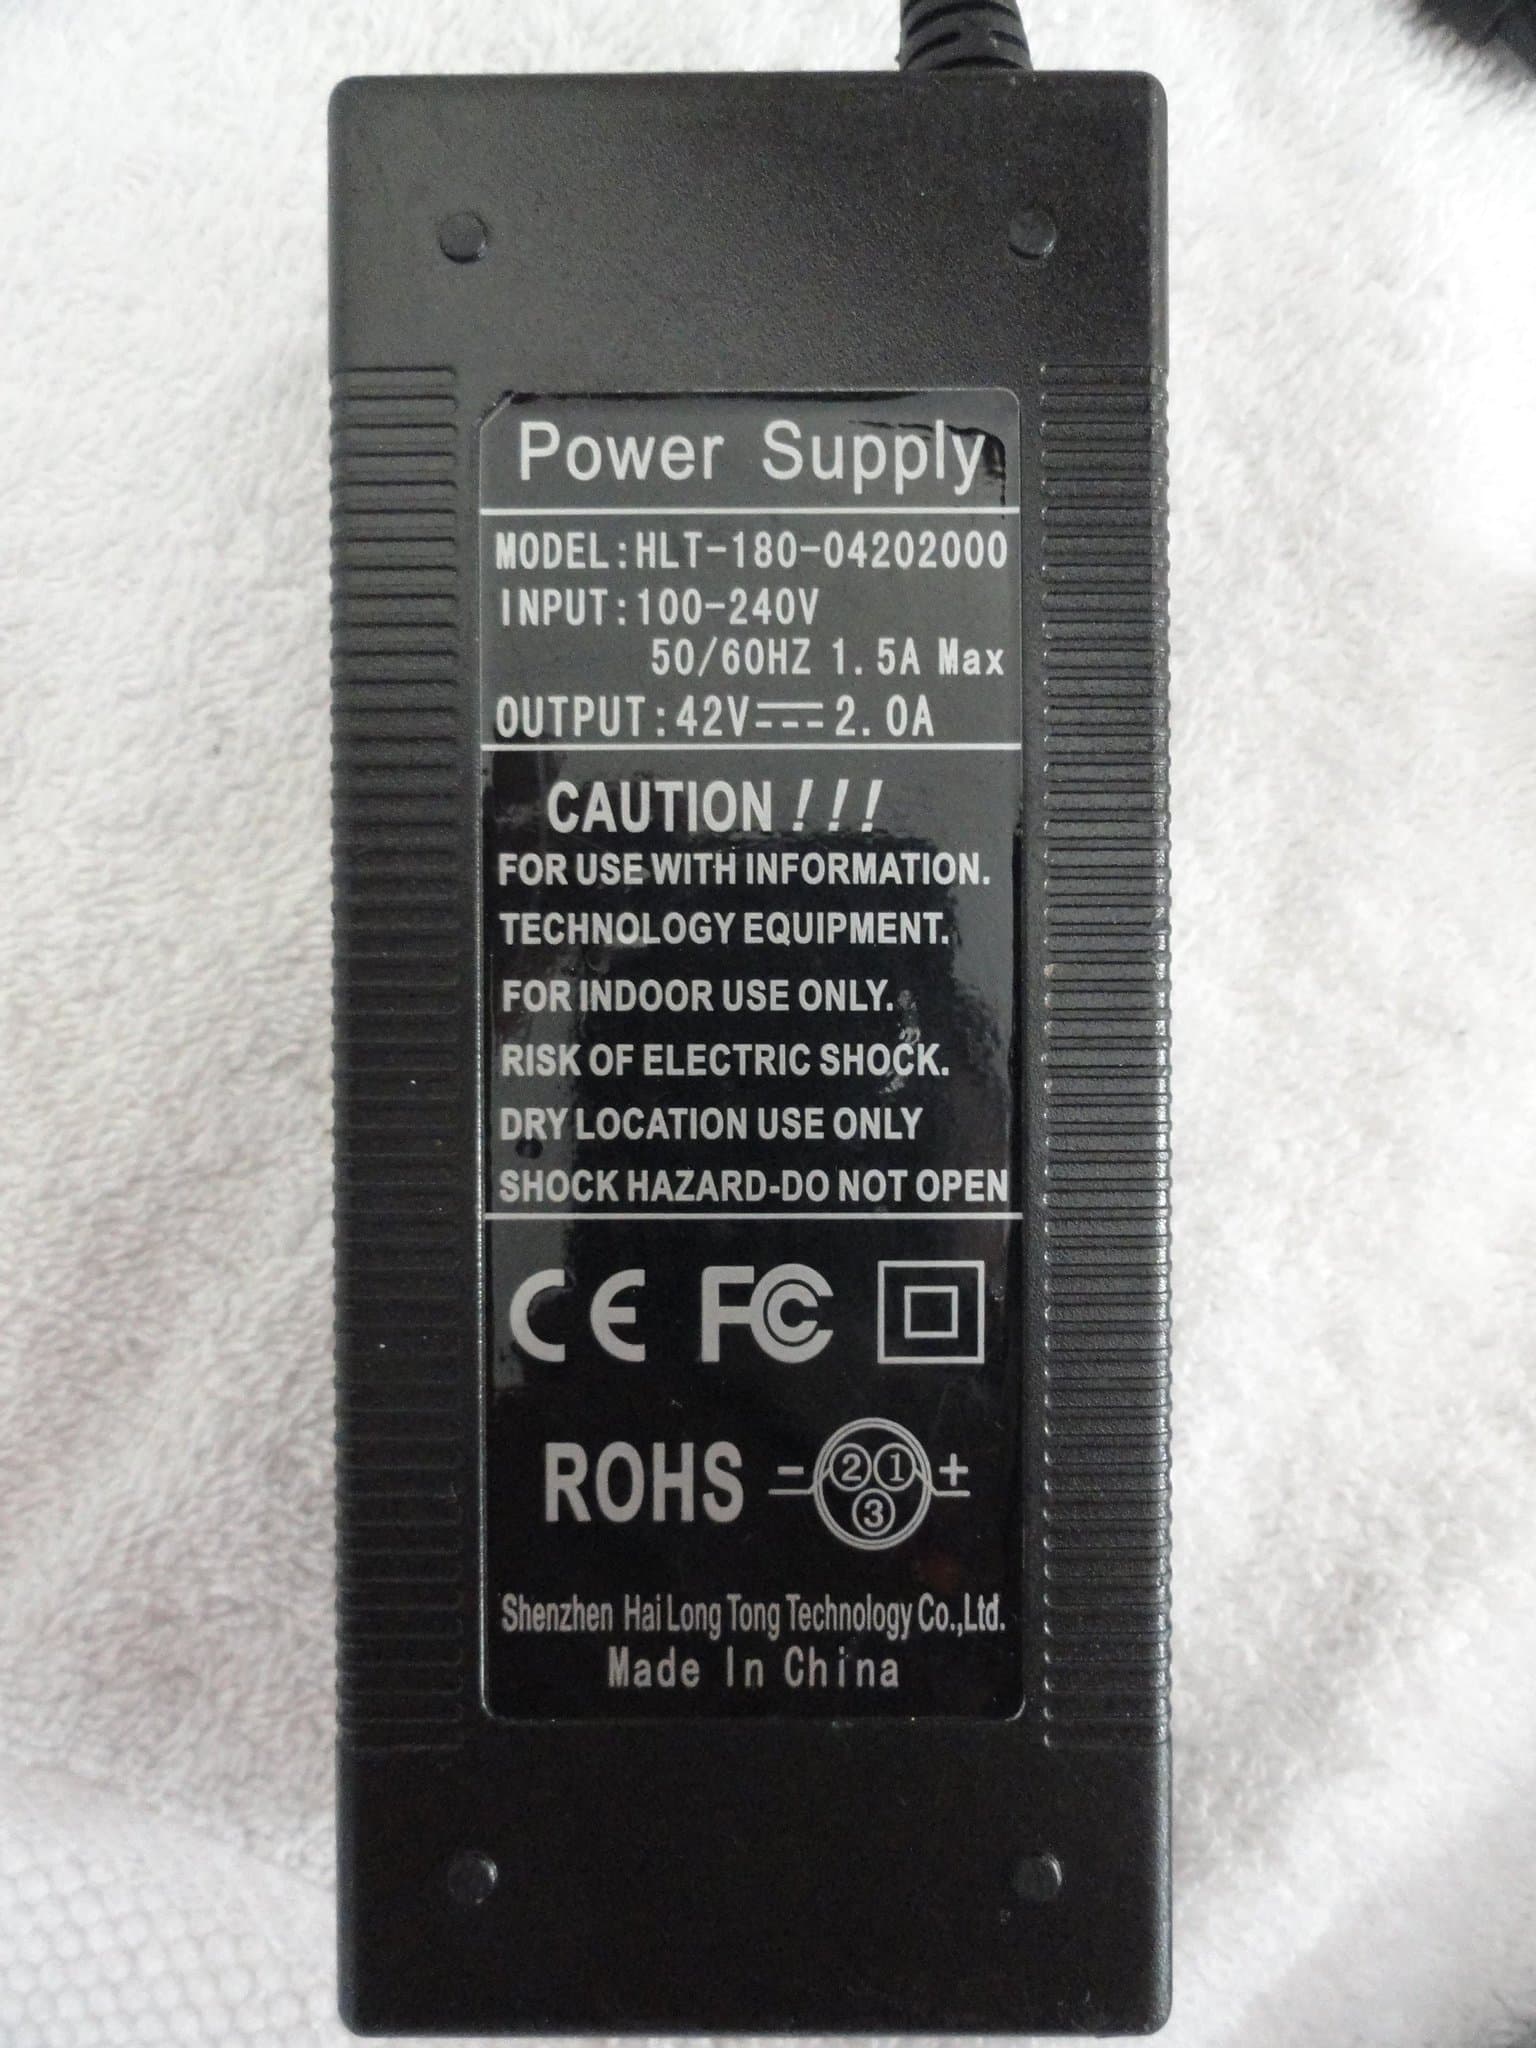 Power Supply
MODEL:HLT-180-04202000
INPUT:100-240V
50/60HZ 1.5A Max
OUTPUT:42V⎓2.0A
CAUTION!!!
FOR USE WITH INFORMATION.
TECHNOLOGY EQUIPMENT.
FOR INDOOR USE ONLY.
RISK OF ELECTRIC SHOCK.
DRY LOCATION USE ONLY
SHOCK HAZARD-DO NOT OPEN
CE FC
ROHS - 2 1 + 3
Shenzhen Hai Long Tong Technology Co.,Ltd.
Made In China